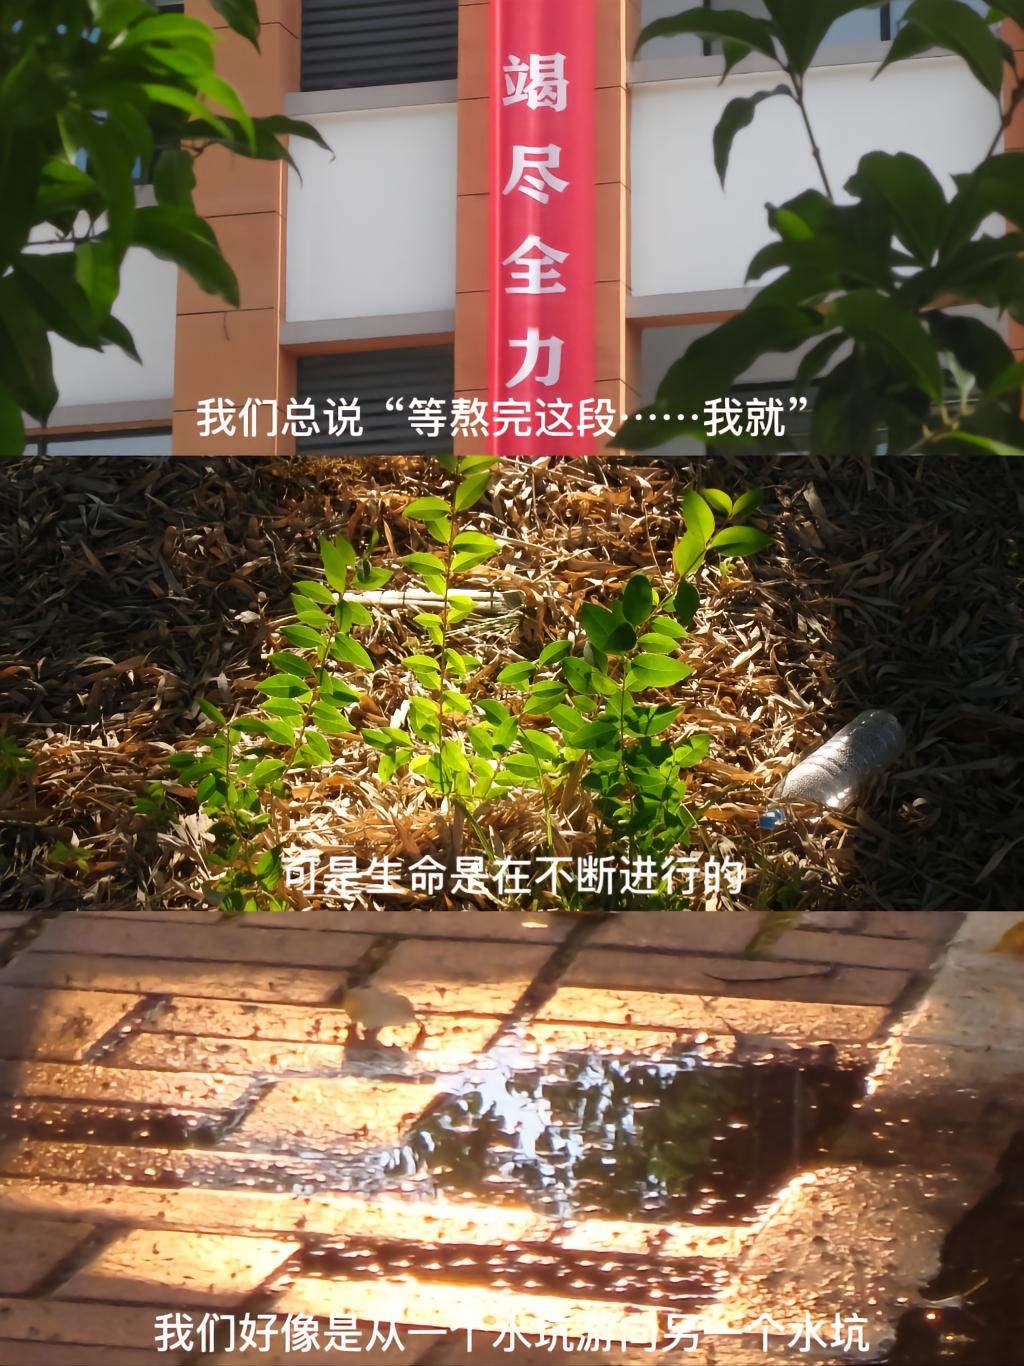 竭尽全力
我们总说“等熬完这段……我就”
可是生命是在不断进行的
我们好像是从一个水坑游向另一个水坑